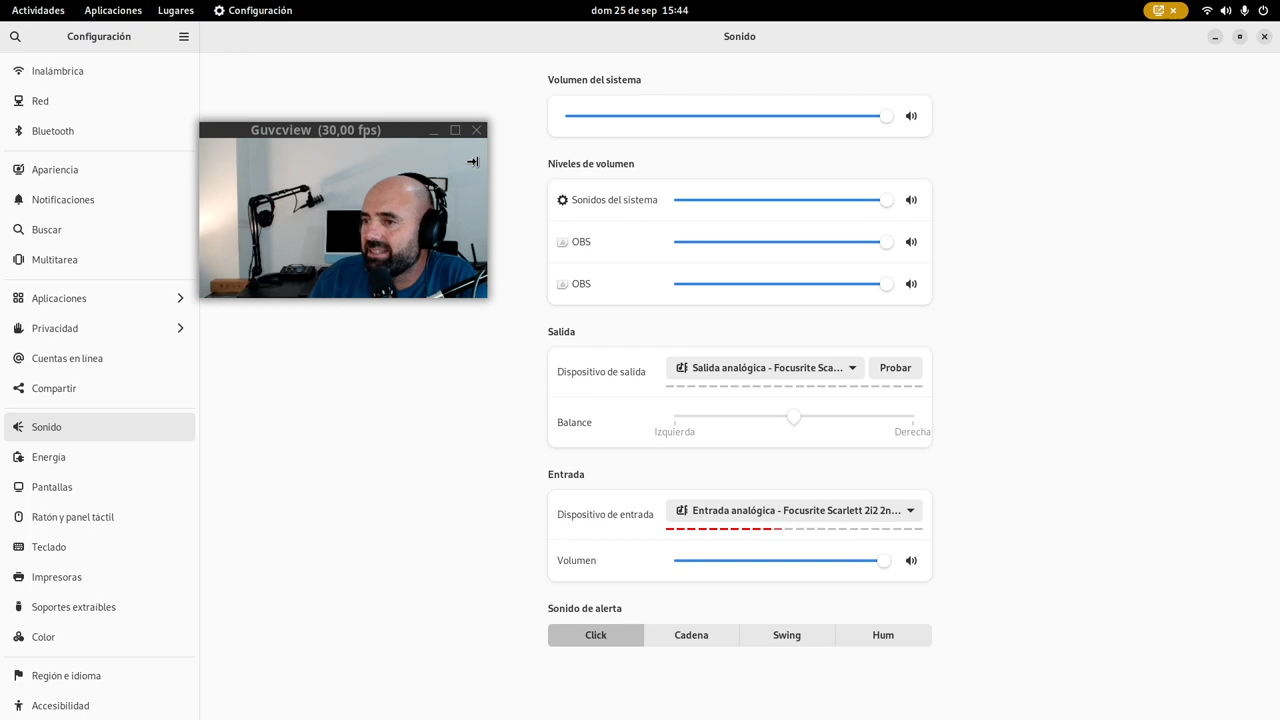 Actividades Aplicaciones Lugares Configuración dom 25 de sep 15:44
Configuración
Sonido
Inalámbrica
Red
Bluetooth
Apariencia
Notificaciones
Buscar
Multitarea
Aplicaciones
Privacidad
Cuentas en línea
Compartir
Sonido
Energía
Pantallas
Ratón y panel táctil
Teclado
Impresoras
Soportes extraíbles
Color
Región e idioma
Accesibilidad
Guvcview (30,00 fps)
Volumen del sistema
Niveles de volumen
Sonidos del sistema
OBS
OBS
Salida
Dispositivo de salida Salida analógica - Focusrite Sca... Probar
Balance
Izquierda Derecha
Entrada
Dispositivo de entrada Entrada analógica - Focusrite Scarlett 2i2 2n...
Volumen
Sonido de alerta
Click Cadena Swing Hum